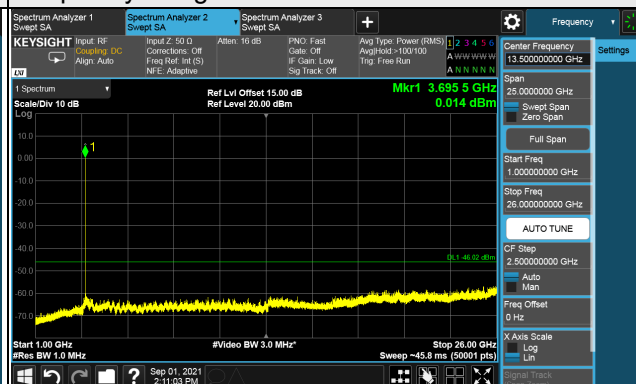 Spectrum Analyzer 1
Swept SA
Spectrum Analyzer 2
Swept SA
Spectrum Analyzer 3
Swept SA
+
Frequency
KEYSIGHT
Input: RF
Coupling: DC
Align: Auto
Input Z: 50 Ω
Corrections: Off
Freq Ref: Int (S)
NFE: Adaptive
Atten: 16 dB
PNO: Fast
Gate: Off
IF Gain: Low
Sig Track: Off
Avg Type: Power (RMS)
Avg|Hold:>100/100
Trig: Free Run
1 2 3 4 5 6
A W W W W W
A N N N N N
LXI
1 Spectrum
Scale/Div 10 dB
Log
Ref Lvl Offset 15.00 dB
Ref Level 20.00 dBm
Mkr1 3.695 5 GHz
0.014 dBm
10.0
0.00
-10.0
-20.0
-30.0
-40.0
-50.0
-60.0
-70.0
1
DL1 -46.02 dBm
Start 1.00 GHz
#Res BW 1.0 MHz
#Video BW 3.0 MHz*
Stop 26.00 GHz
Sweep ~45.8 ms (50001 pts)
Sep 01, 2021
2:11:03 PM
Center Frequency
13.500000000 GHz
Settings
Span
25.0000000 GHz
Swept Span
Zero Span
Full Span
Start Freq
1.000000000 GHz
Stop Freq
26.000000000 GHz
AUTO TUNE
CF Step
2.500000000 GHz
Auto
Man
Freq Offset
0 Hz
X Axis Scale
Log
Lin
Signal Track